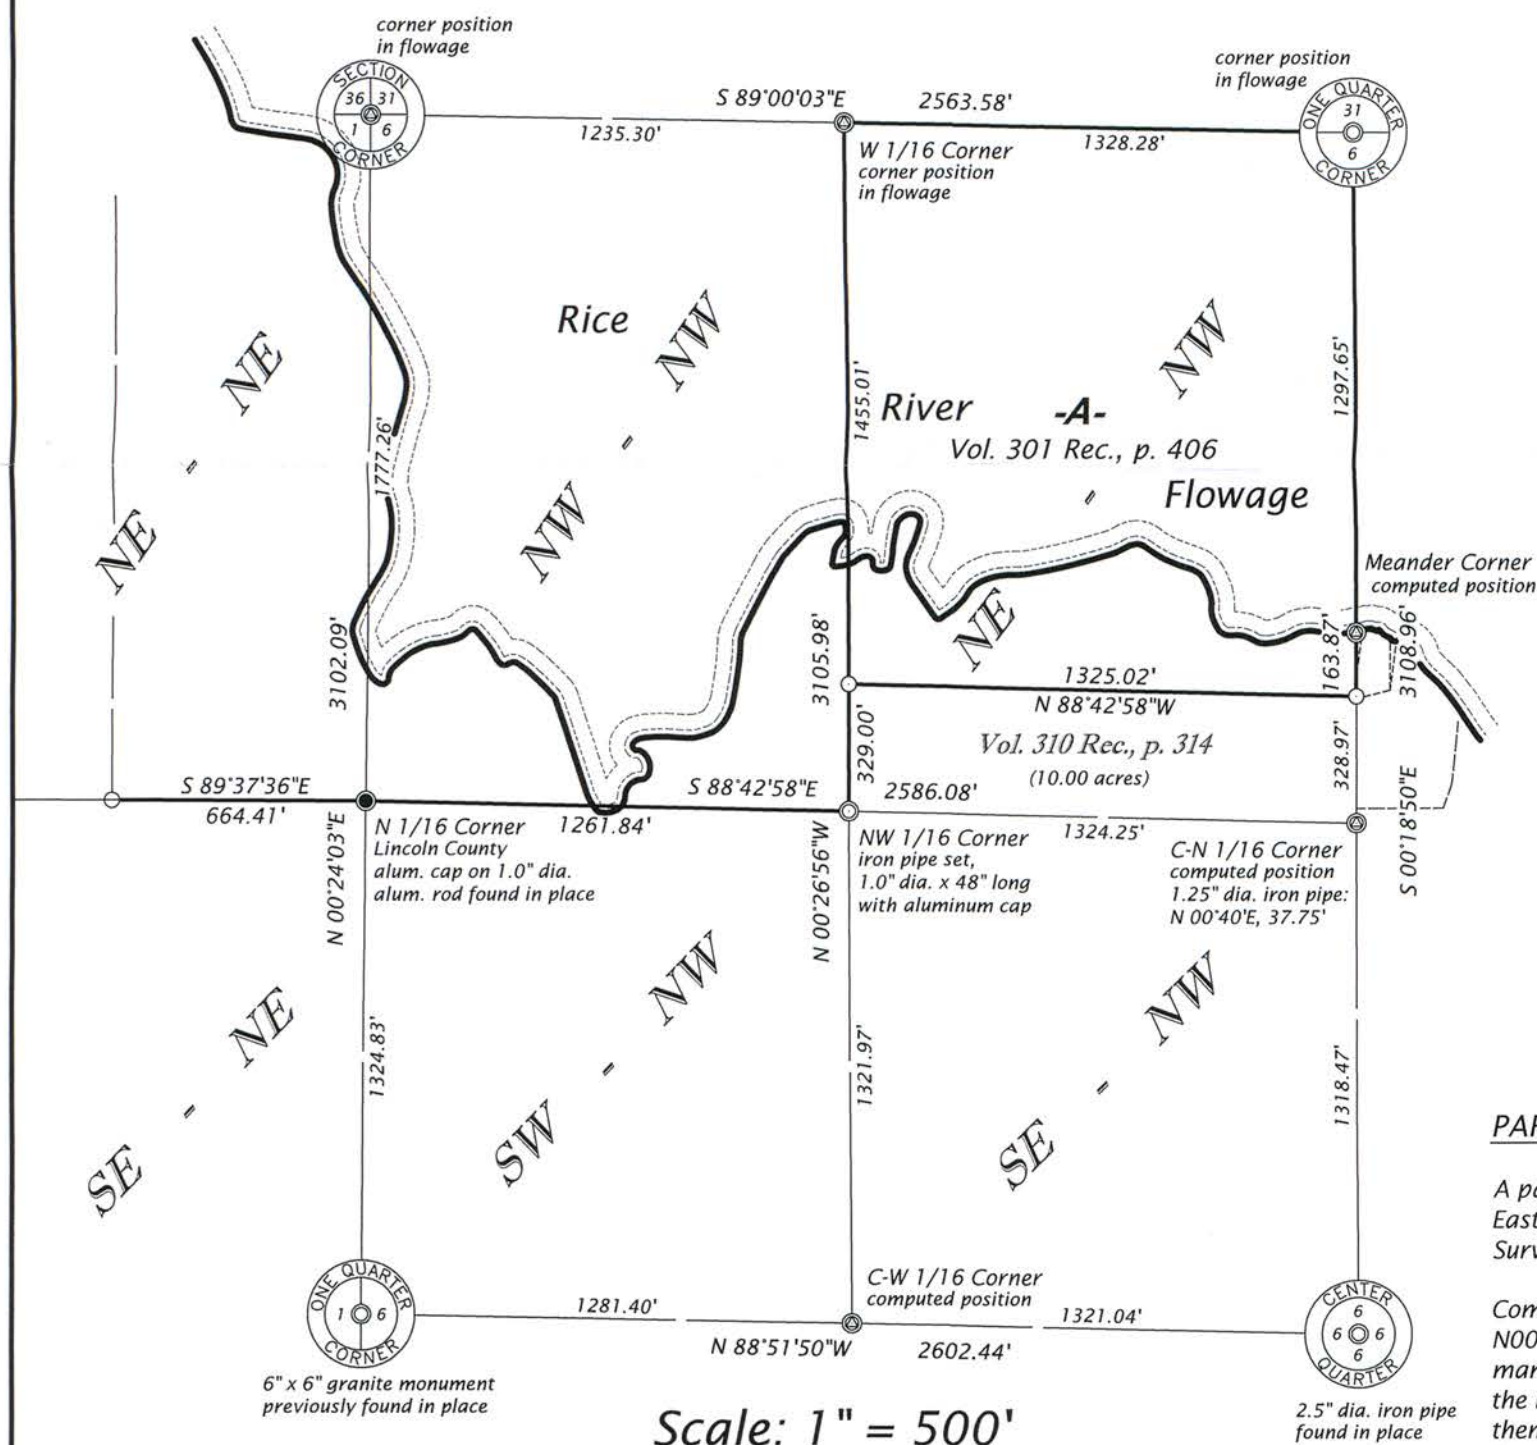 corner position
in flowage
SECTION
36 31
1 6
CORNER
S 89°00'03"E 2563.58'
1235.30'
1328.28'
W 1/16 Corner
corner position
in flowage
corner position
in flowage
ONE QUARTER
31
6
CORNER
Rice
River
-A-
Vol. 301 Rec., p. 406
Flowage
NE - NE
NW - NW
NE - NW
1777.26'
3102.09'
1455.01'
3105.98'
329.00'
1297.65'
Meander Corner
computed position
163.87'
3108.96'
328.97'
S 00°18'50"E
1325.02'
N 88°42'58"W
Vol. 310 Rec., p. 314
(10.00 acres)
S 89°37'36"E
664.41'
S 88°42'58"E
1261.84'
2586.08'
1324.25'
N 1/16 Corner
Lincoln County
alum. cap on 1.0" dia.
alum. rod found in place
N 00°24'03"E
NW 1/16 Corner
iron pipe set,
1.0" dia. x 48" long
with aluminum cap
N 00°26'56"W
C-N 1/16 Corner
computed position
1.25" dia. iron pipe:
N 00°40'E, 37.75'
SE - NE
SW - NW
SE - NW
1324.83'
1321.97'
1318.47'
ONE QUARTER
1 6
CORNER
6" x 6" granite monument
previously found in place
1281.40'
N 88°51'50"W 2602.44'
1321.04'
C-W 1/16 Corner
computed position
CENTER
6
6 6
6
QUARTER
2.5" dia. iron pipe
found in place
Scale: 1" = 500'
A
East
Surv
Com
N00
the